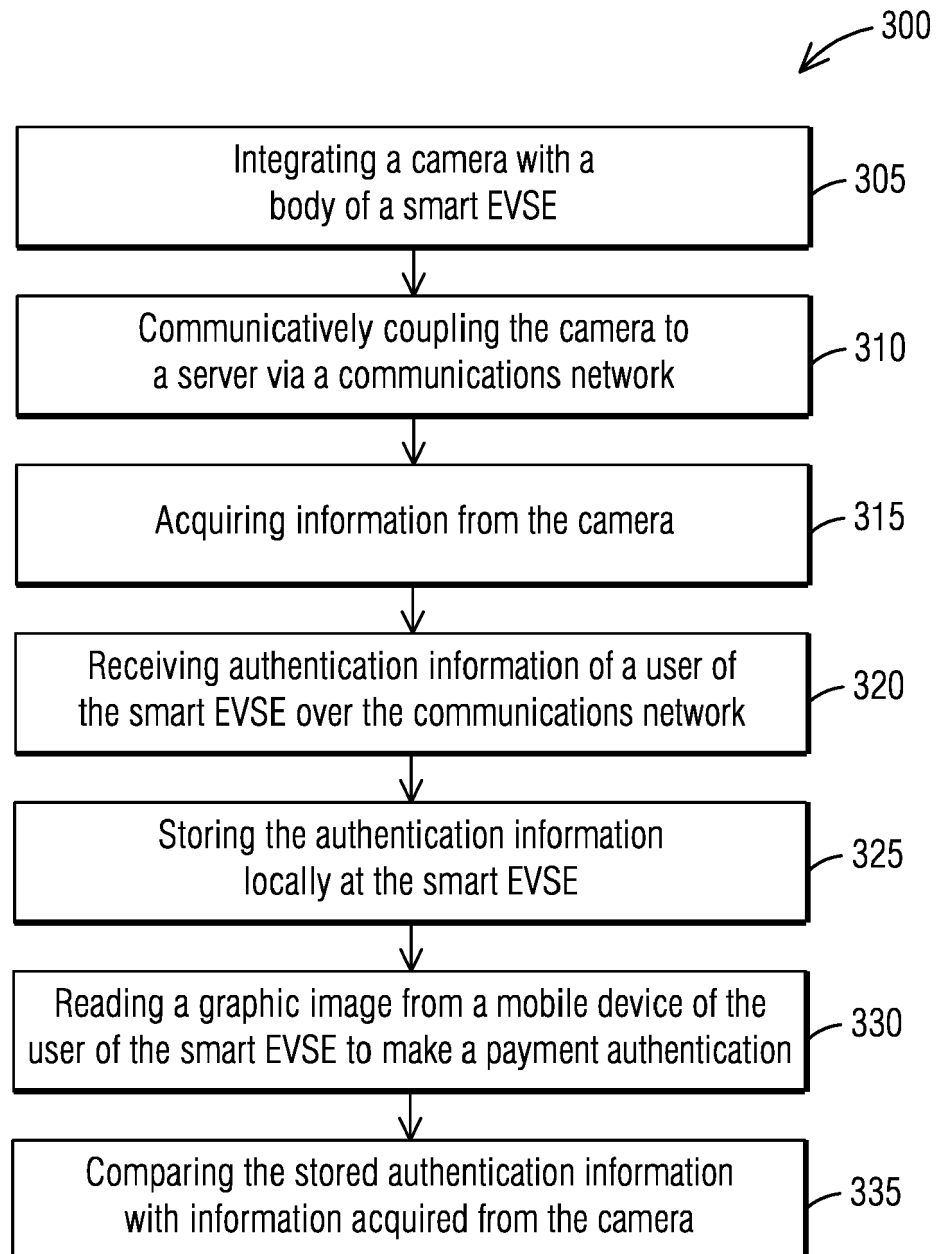 300
Integrating a camera with a
body of a smart EVSE
305
Communicatively coupling the camera to
a server via a communications network
310
Acquiring information from the camera
315
Receiving authentication information of a user of
the smart EVSE over the communications network
320
Storing the authentication information
locally at the smart EVSE
325
Reading a graphic image from a mobile device of the
user of the smart EVSE to make a payment authentication
330
Comparing the stored authentication information
with information acquired from the camera
335